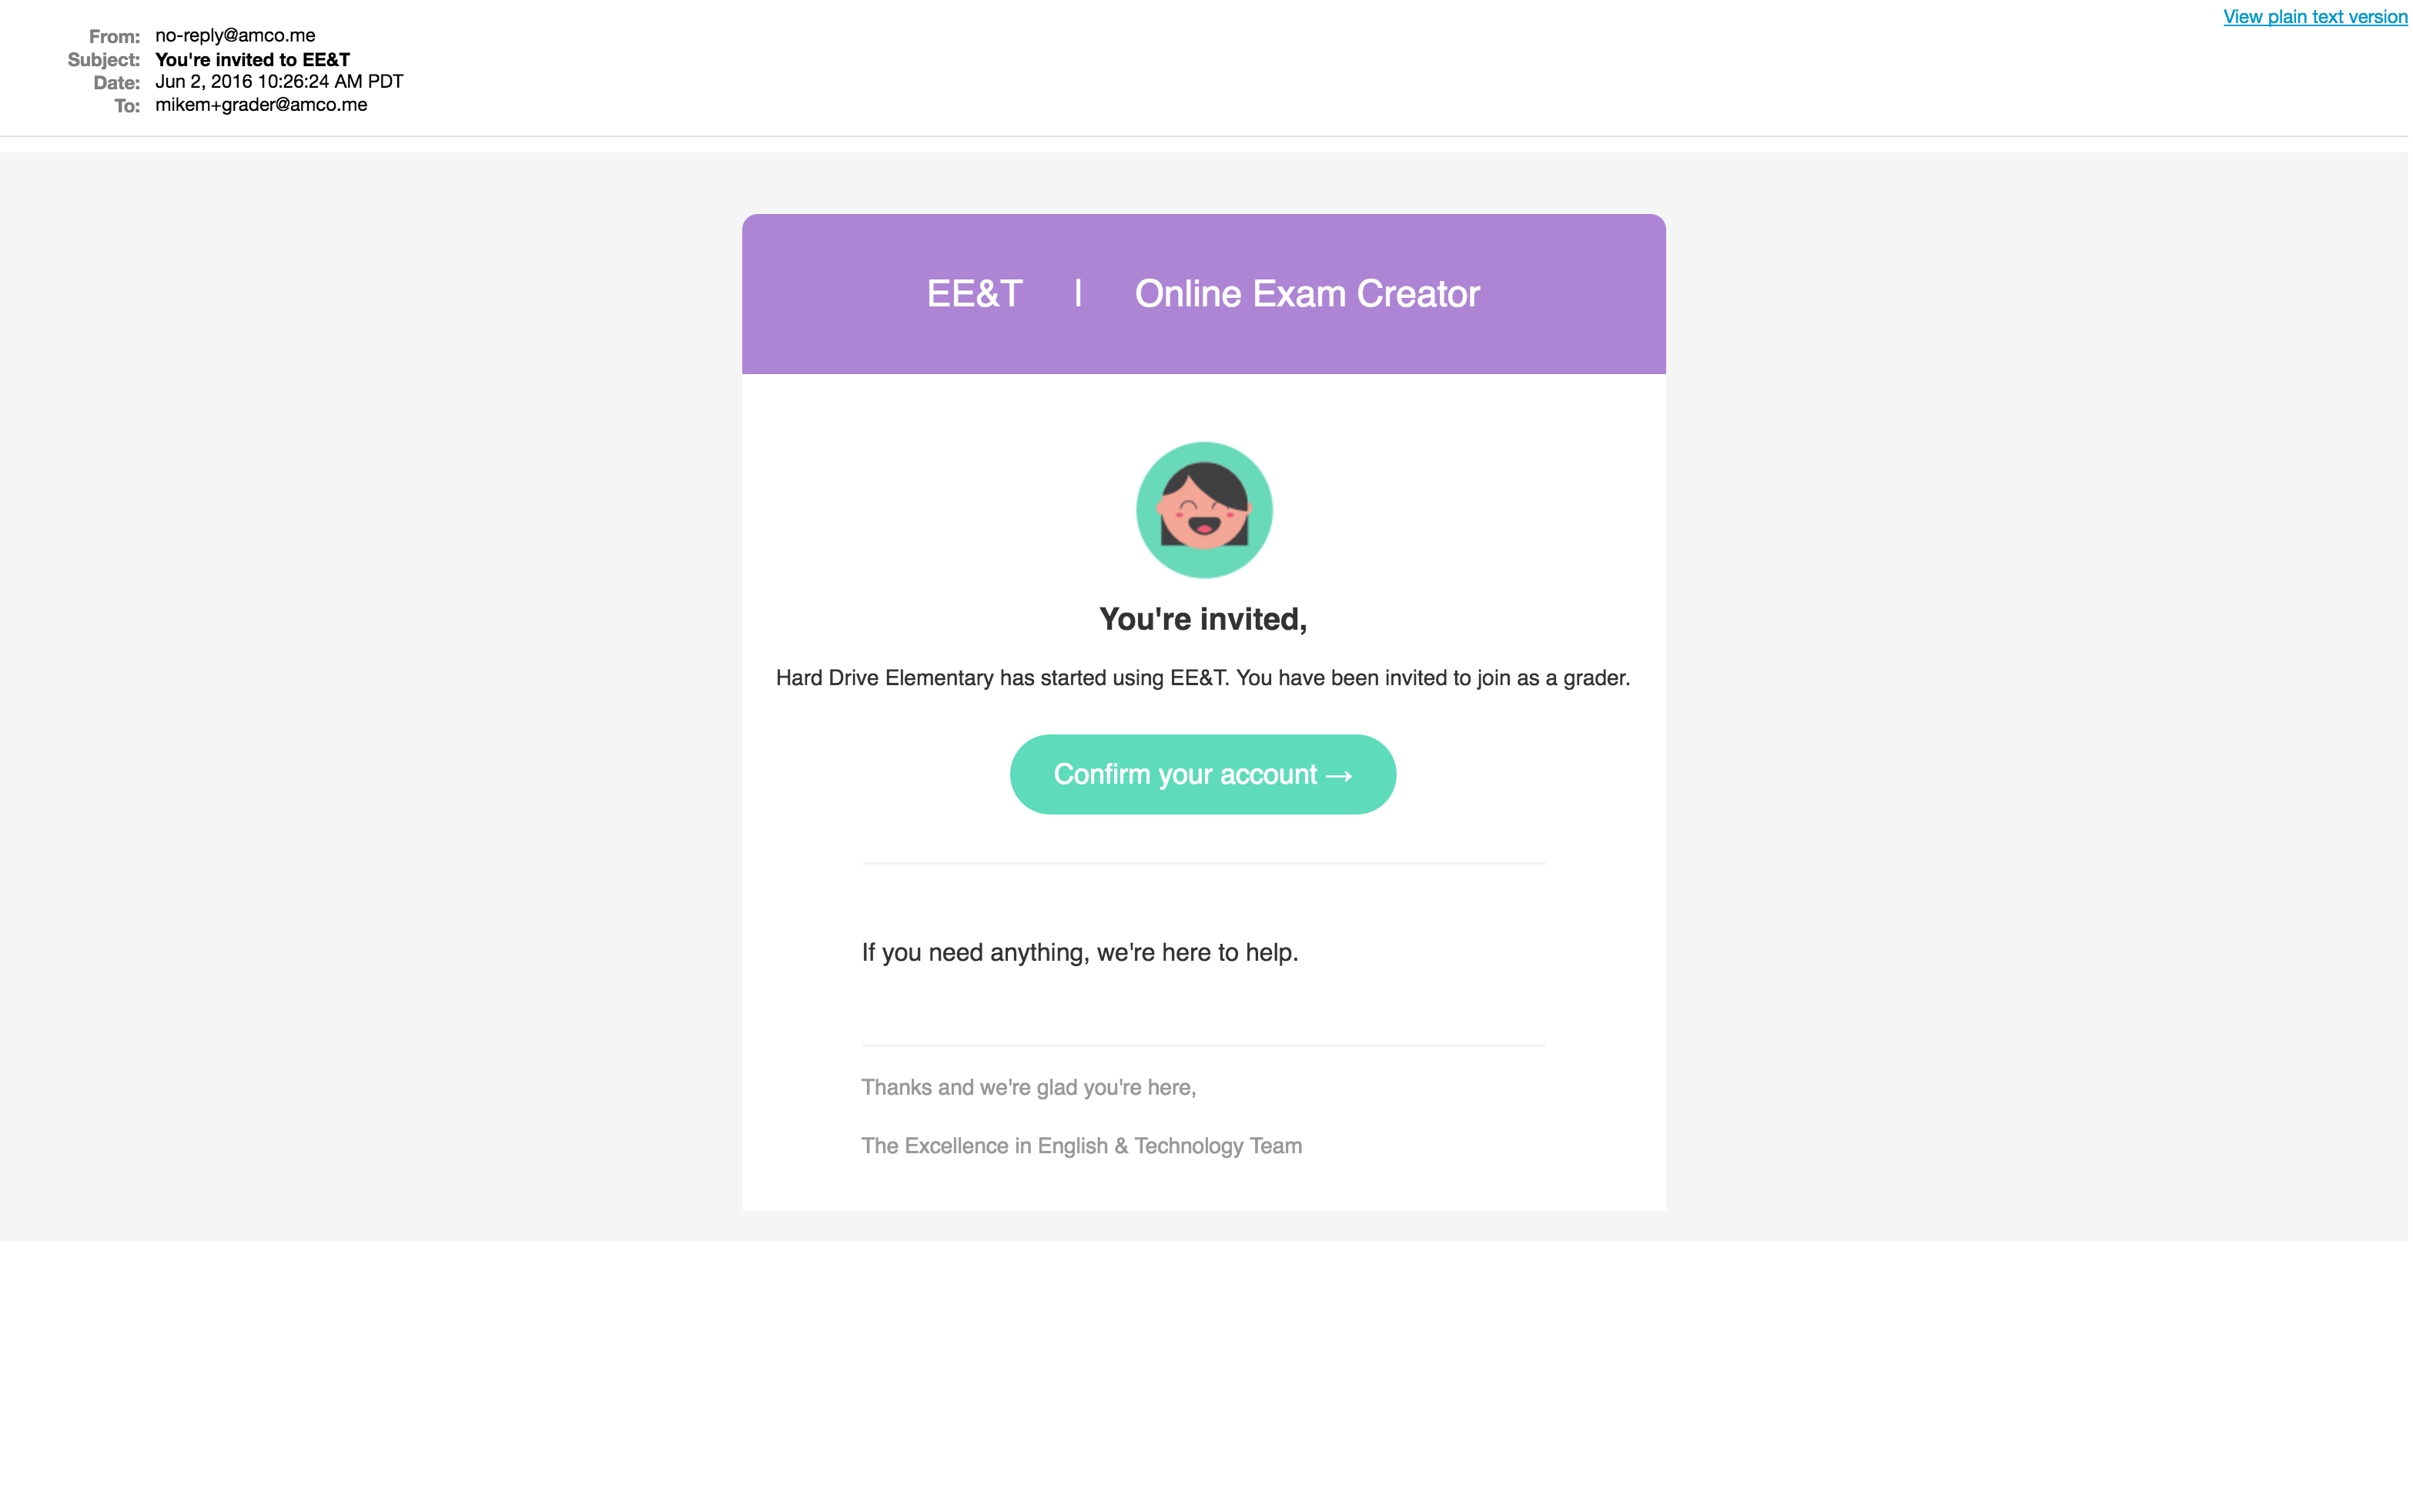 View plain text version
From: no-reply@amco.me
Subject: You're invited to EE&T
Date: Jun 2, 2016 10:26:24 AM PDT
To: mikem+grader@amco.me
EE&T | Online Exam Creator
You're invited,
Hard Drive Elementary has started using EE&T. You have been invited to join as a grader.
Confirm your account →
If you need anything, we're here to help.
Thanks and we're glad you're here,
The Excellence in English & Technology Team